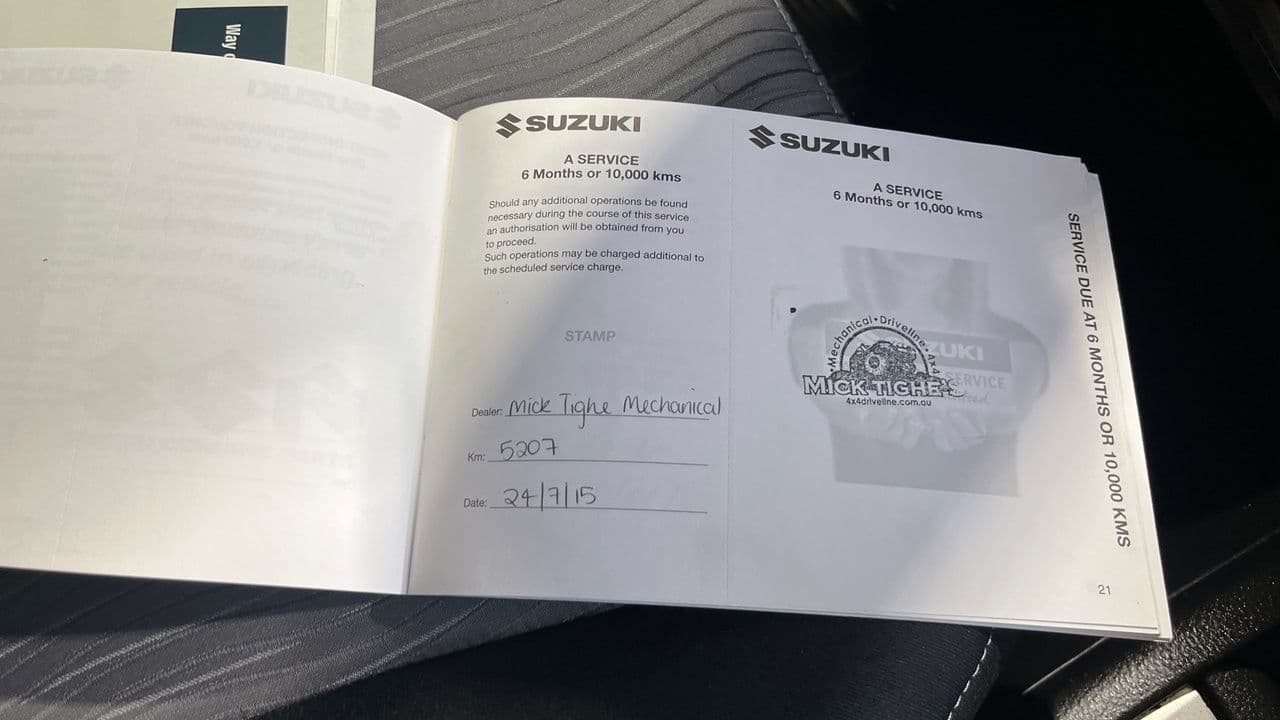 Way
SUZUKI
A SERVICE
6 Months or 10,000 kms
Should any additional operations be found
necessary during the course of this service
an authorisation will be obtained from you
to proceed.
Such operations may be charged additional to
the scheduled service charge.
STAMP
Dealer: Mick Tighe Mechanical
Km: 5207
Date: 24/7/15
SUZUKI
A SERVICE
6 Months or 10,000 kms
Mechanical • Driveline • 4x4
ZUKI
SERVICE
MICK TIGHE
4x4driveline.com.au
SERVICE DUE AT 6 MONTHS OR 10,000 KMS
21